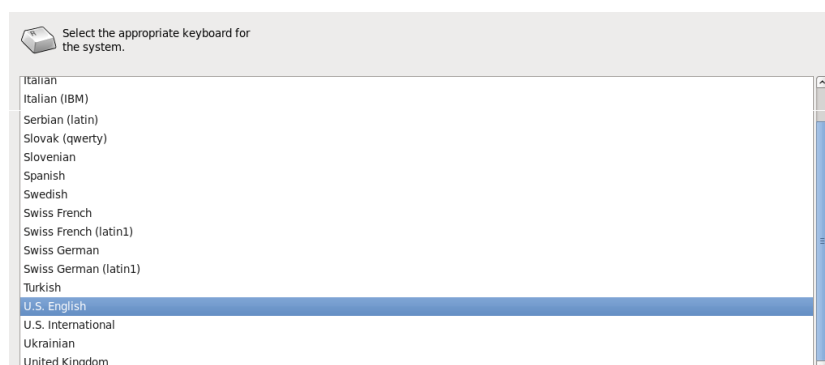 Select the appropriate keyboard for
the system.
Italian
Italian (IBM)
Serbian (latin)
Slovak (qwerty)
Slovenian
Spanish
Swedish
Swiss French
Swiss French (latin1)
Swiss German
Swiss German (latin1)
Turkish
U.S. English
U.S. International
Ukrainian
United Kingdom